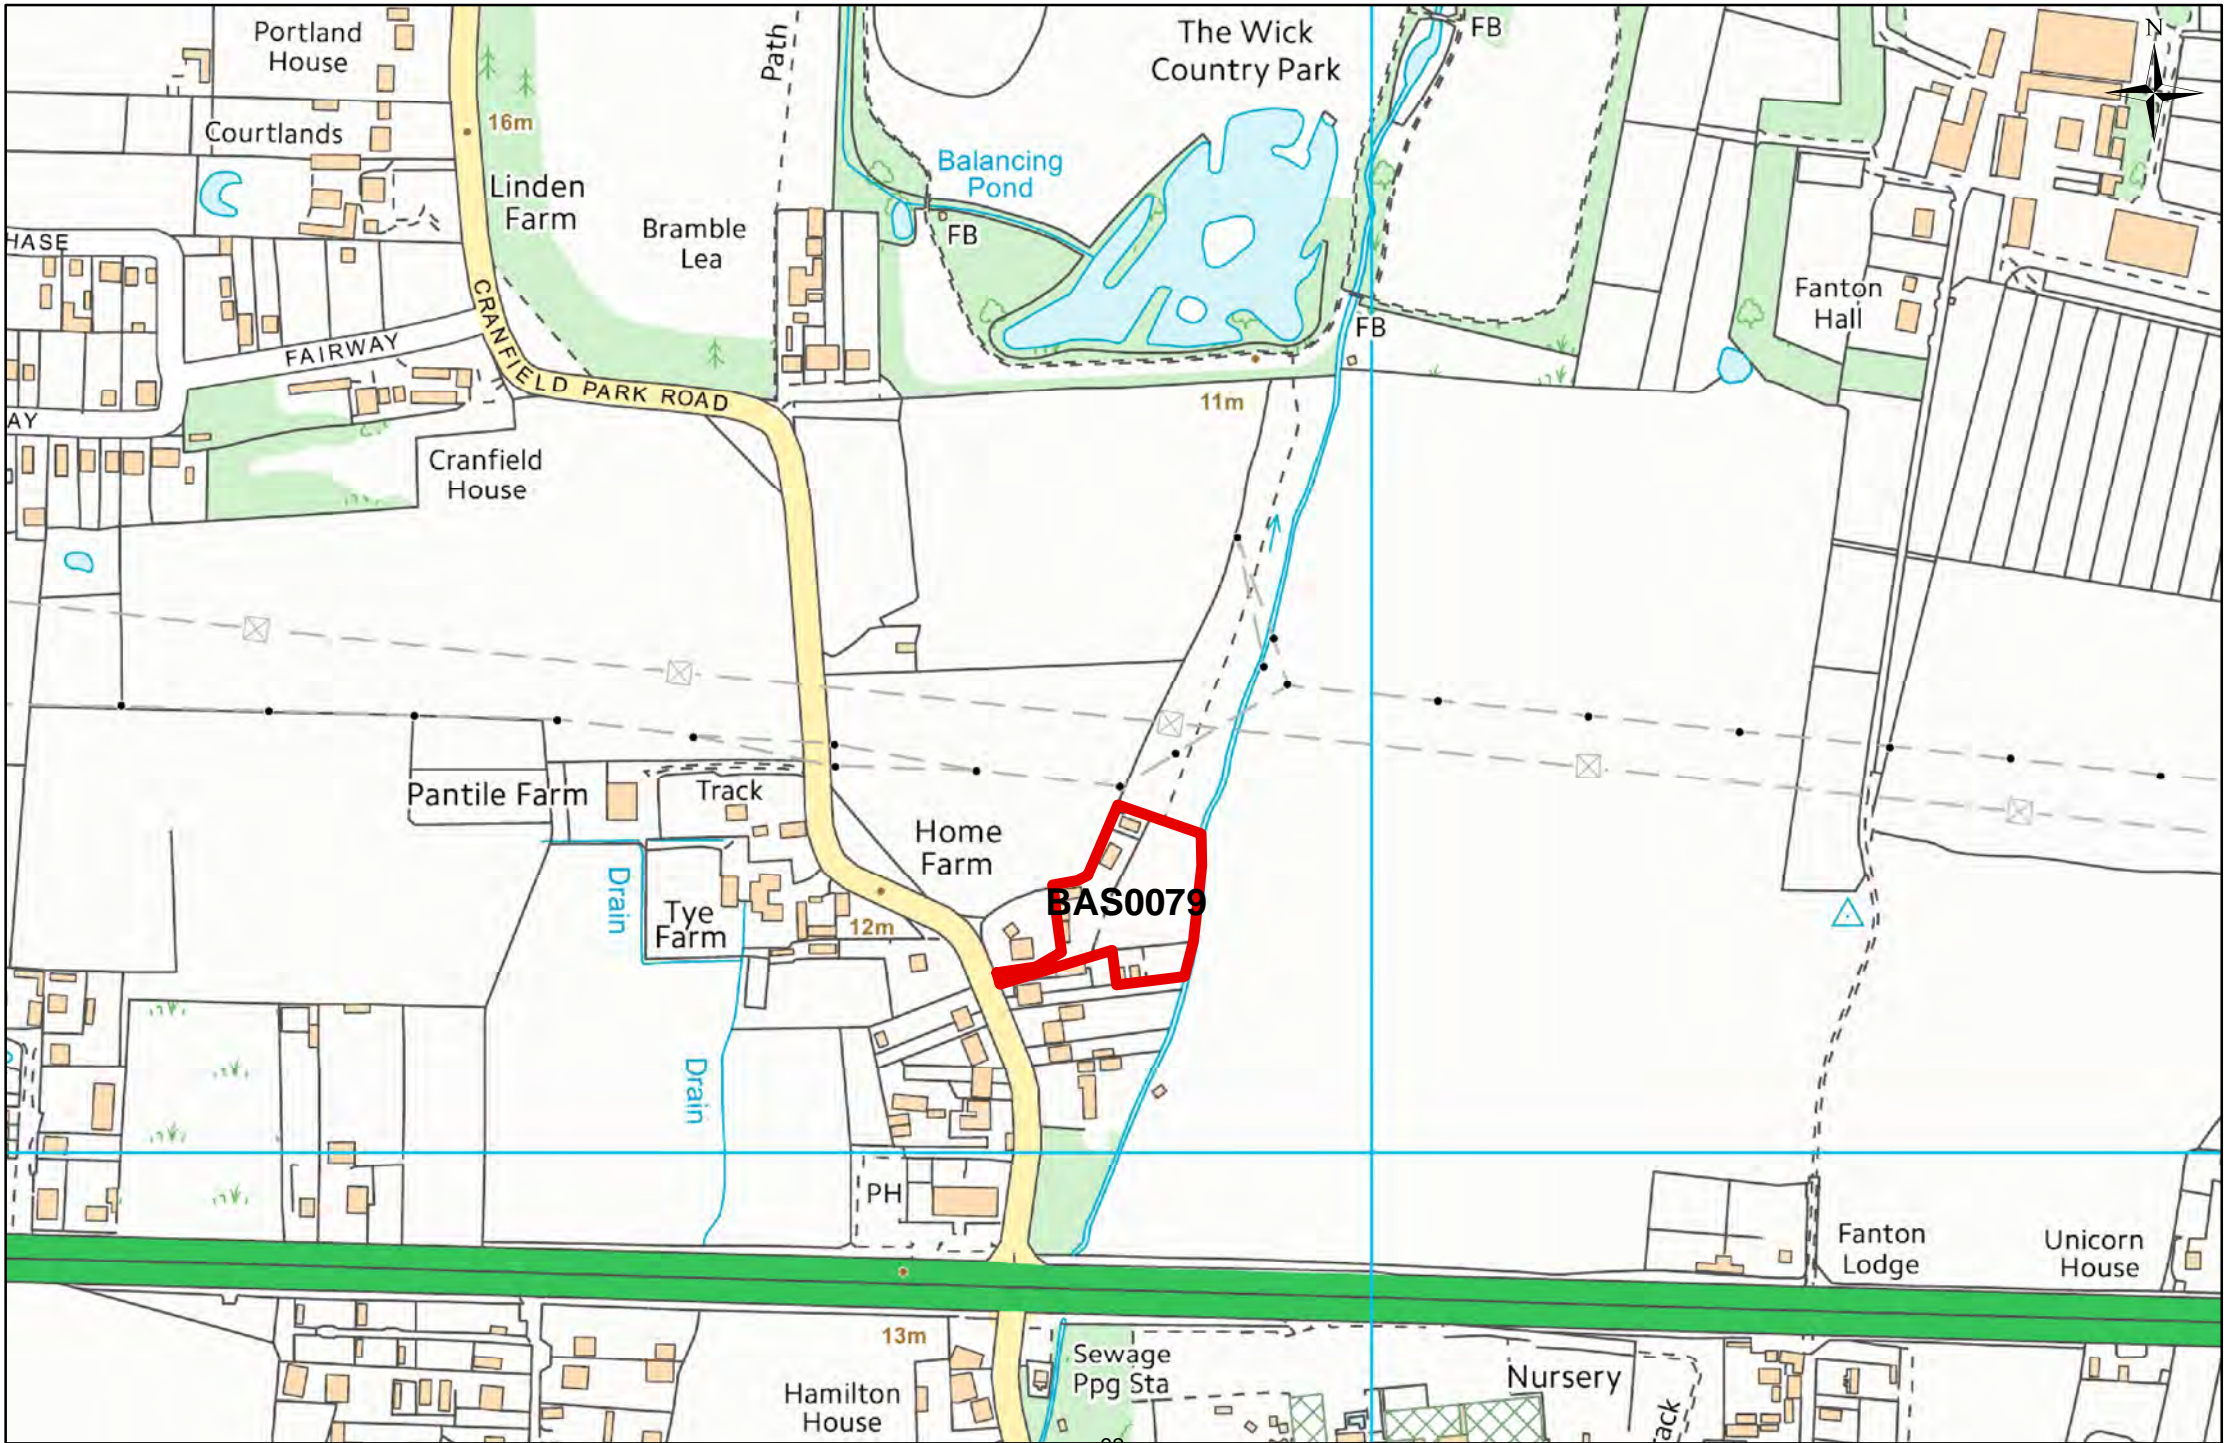 Portland
House
Path
The Wick
Country Park
FB
N
16m
Courtlands
Balancing
Pond
Linden
Farm
Bramble
Lea
FB
HASE
Fanton
Hall
FB
FAIRWAY
CRANFIELD PARK ROAD
11m
AY
Cranfield
House
Pantile Farm
Track
Home
Farm
Drain
BAS0079
Tye
Farm
12m
Drain
PH
Fanton
Lodge
Unicorn
House
13m
Sewage
Ppg Sta
Nursery
Hamilton
House
ack